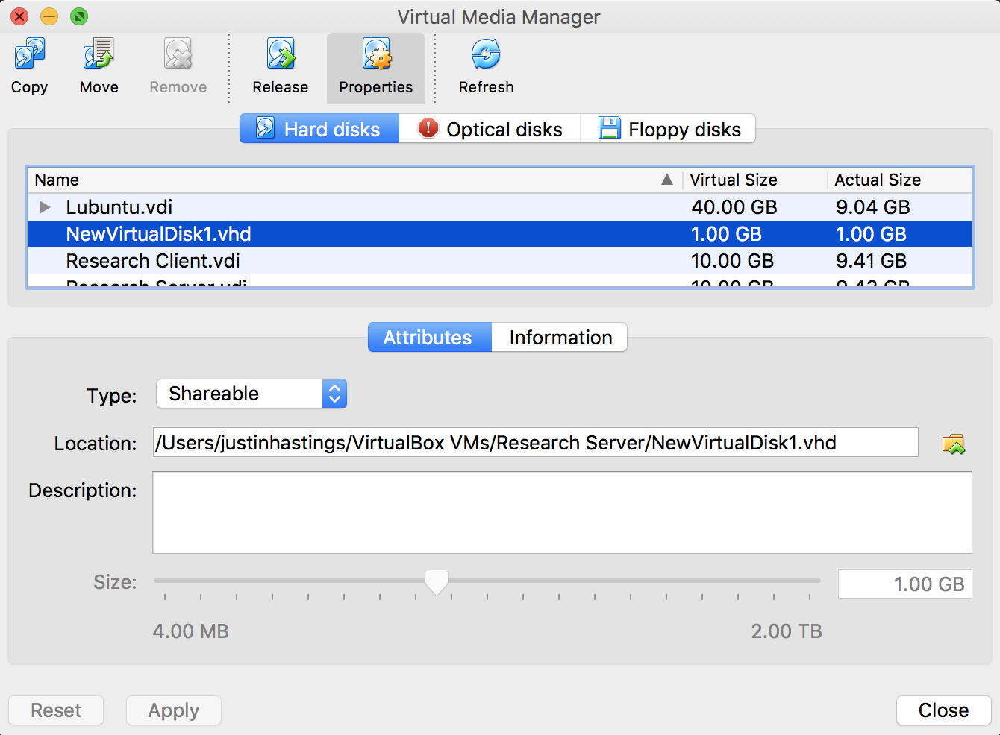 Virtual Media Manager
Copy Move Remove Release Properties Refresh
Hard disks Optical disks Floppy disks
Name Virtual Size Actual Size
Lubuntu.vdi 40.00 GB 9.04 GB
NewVirtualDisk1.vhd 1.00 GB 1.00 GB
Research Client.vdi 10.00 GB 9.41 GB
Research Server.vdi 10.00 GB 9.43 GB
Attributes Information
Type: Shareable
Location: /Users/justinhastings/VirtualBox VMs/Research Server/NewVirtualDisk1.vhd
Description:
Size: 1.00 GB
4.00 MB 2.00 TB
Reset Apply Close